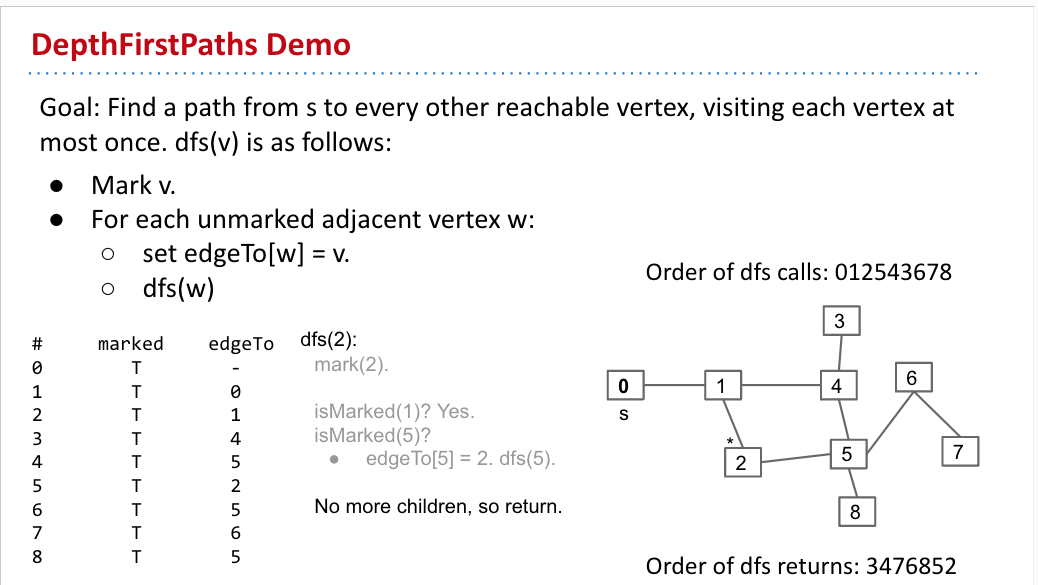 DepthFirstPaths Demo
Goal: Find a path from s to every other reachable vertex, visiting each vertex at
most once. dfs(v) is as follows:
● Mark v.
● For each unmarked adjacent vertex w:
○ set edgeTo[w] = v.
○ dfs(w)
# marked edgeTo
0 T -
1 T 0
2 T 1
3 T 4
4 T 5
5 T 2
6 T 5
7 T 6
8 T 5
dfs(2):
mark(2).
isMarked(1)? Yes.
isMarked(5)?
● edgeTo[5] = 2. dfs(5).
No more children, so return.
Order of dfs calls: 012543678
3
6
0
1
4
s
*
2
5
7
8
Order of dfs returns: 3476852